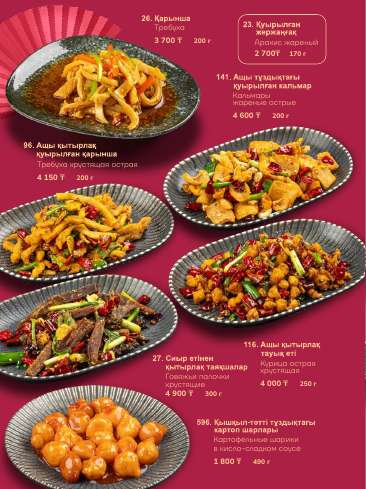 26. Қарынша
Требуха
3 700 ₸ 200 г
23. Қуырылған
жержаңғақ
Арахис жареный
2 700₸ 170 г
141. Ащы тұздықтағы
қуырылған кальмар
Кальмары
жареные острые
4 600 ₸ 200 г
96. Ащы қытырлақ
қуырылған қарынша
Требуха хрустящая острая
4 150 ₸ 200 г
116. Ащы қытырлақ
тауық еті
Курица острая
хрустящая
4 000 ₸ 250 г
27. Сиыр етінен
қытырлақ таяқшалар
Говяжьи палочки
хрустящие
4 900 ₸ 300 г
596. Қышқыл-тәтті тұздықтағы
картоп шарлары
Картофельные шарики
в кисло-сладком соусе
1 800 ₸ 490 г